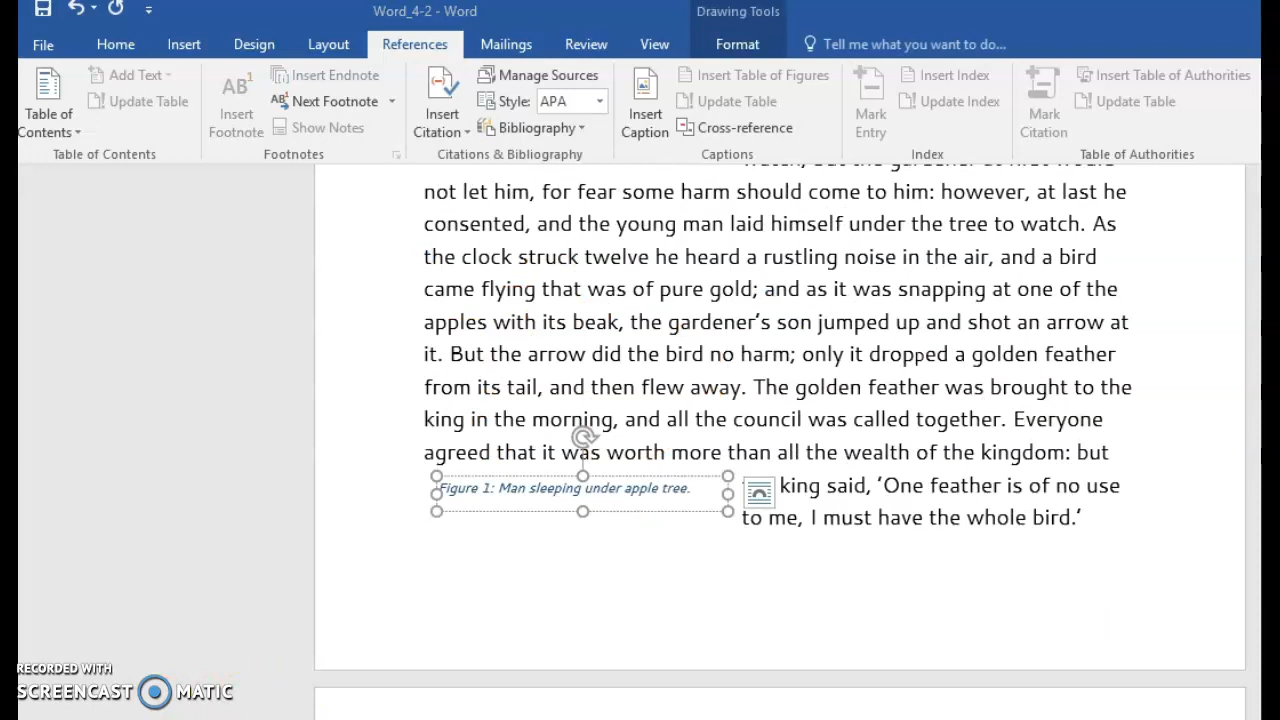 Word_4-2 - Word
Drawing Tools
File Home Insert Design Layout References Mailings Review View Format Tell me what you want to do...
Table of Contents
Add Text
Update Table
Table of Contents
AB¹ Insert Footnote
Insert Endnote
Next Footnote
Show Notes
Footnotes
Insert Citation
Manage Sources
Style: APA
Bibliography
Citations & Bibliography
Insert Caption
Insert Table of Figures
Update Table
Cross-reference
Captions
Mark Entry
Insert Index
Update Index
Index
Mark Citation
Insert Table of Authorities
Update Table
Table of Authorities
not let him, for fear some harm should come to him: however, at last he
consented, and the young man laid himself under the tree to watch. As
the clock struck twelve he heard a rustling noise in the air, and a bird
came flying that was of pure gold; and as it was snapping at one of the
apples with its beak, the gardener's son jumped up and shot an arrow at
it. But the arrow did the bird no harm; only it dropped a golden feather
from its tail, and then flew away. The golden feather was brought to the
king in the morning, and all the council was called together. Everyone
agreed that it was worth more than all the wealth of the kingdom: but
Figure 1: Man sleeping under apple tree.
king said, ‘One feather is of no use
to me, I must have the whole bird.’
RECORDED WITH
SCREENCAST MATIC